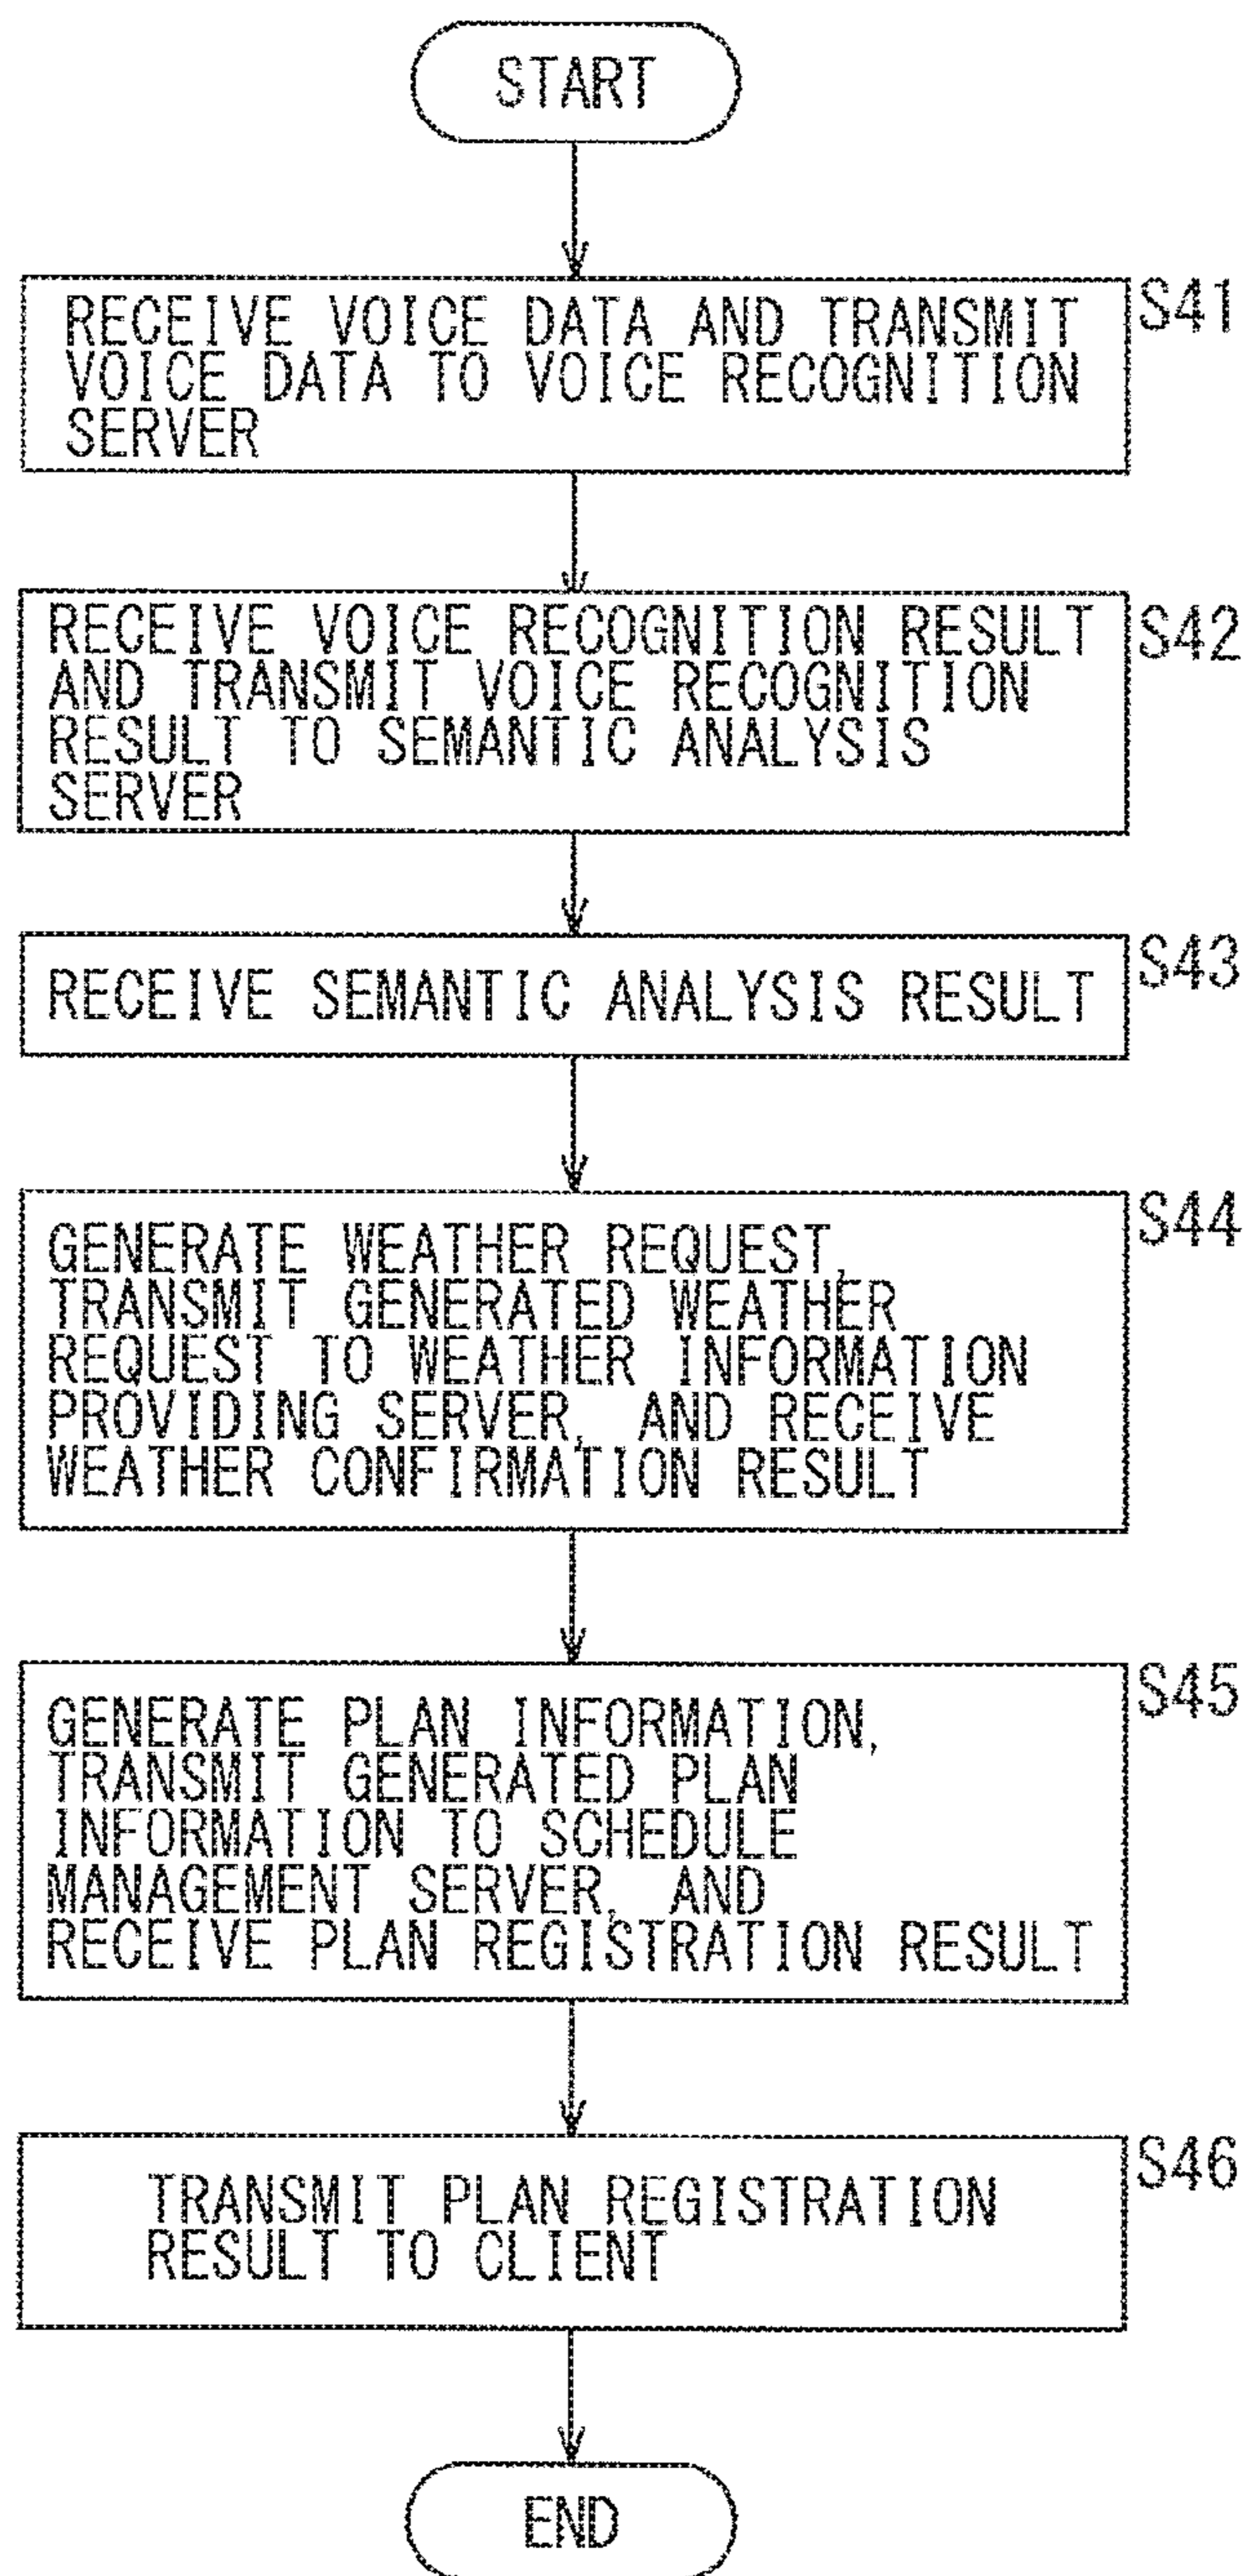 START
S41
RECEIVE VOICE DATA AND TRANSMIT
VOICE DATA TO VOICE RECOGNITION
SERVER
S42
RECEIVE VOICE RECOGNITION RESULT
AND TRANSMIT VOICE RECOGNITION
RESULT TO SEMANTIC ANALYSIS
SERVER
S43
RECEIVE SEMANTIC ANALYSIS RESULT
S44
GENERATE WEATHER REQUEST,
TRANSMIT GENERATED WEATHER
REQUEST TO WEATHER INFORMATION
PROVIDING SERVER, AND RECEIVE
WEATHER CONFIRMATION RESULT
S45
GENERATE PLAN INFORMATION,
TRANSMIT GENERATED PLAN
INFORMATION TO SCHEDULE
MANAGEMENT SERVER, AND
RECEIVE PLAN REGISTRATION RESULT
S46
TRANSMIT PLAN REGISTRATION
RESULT TO CLIENT
END